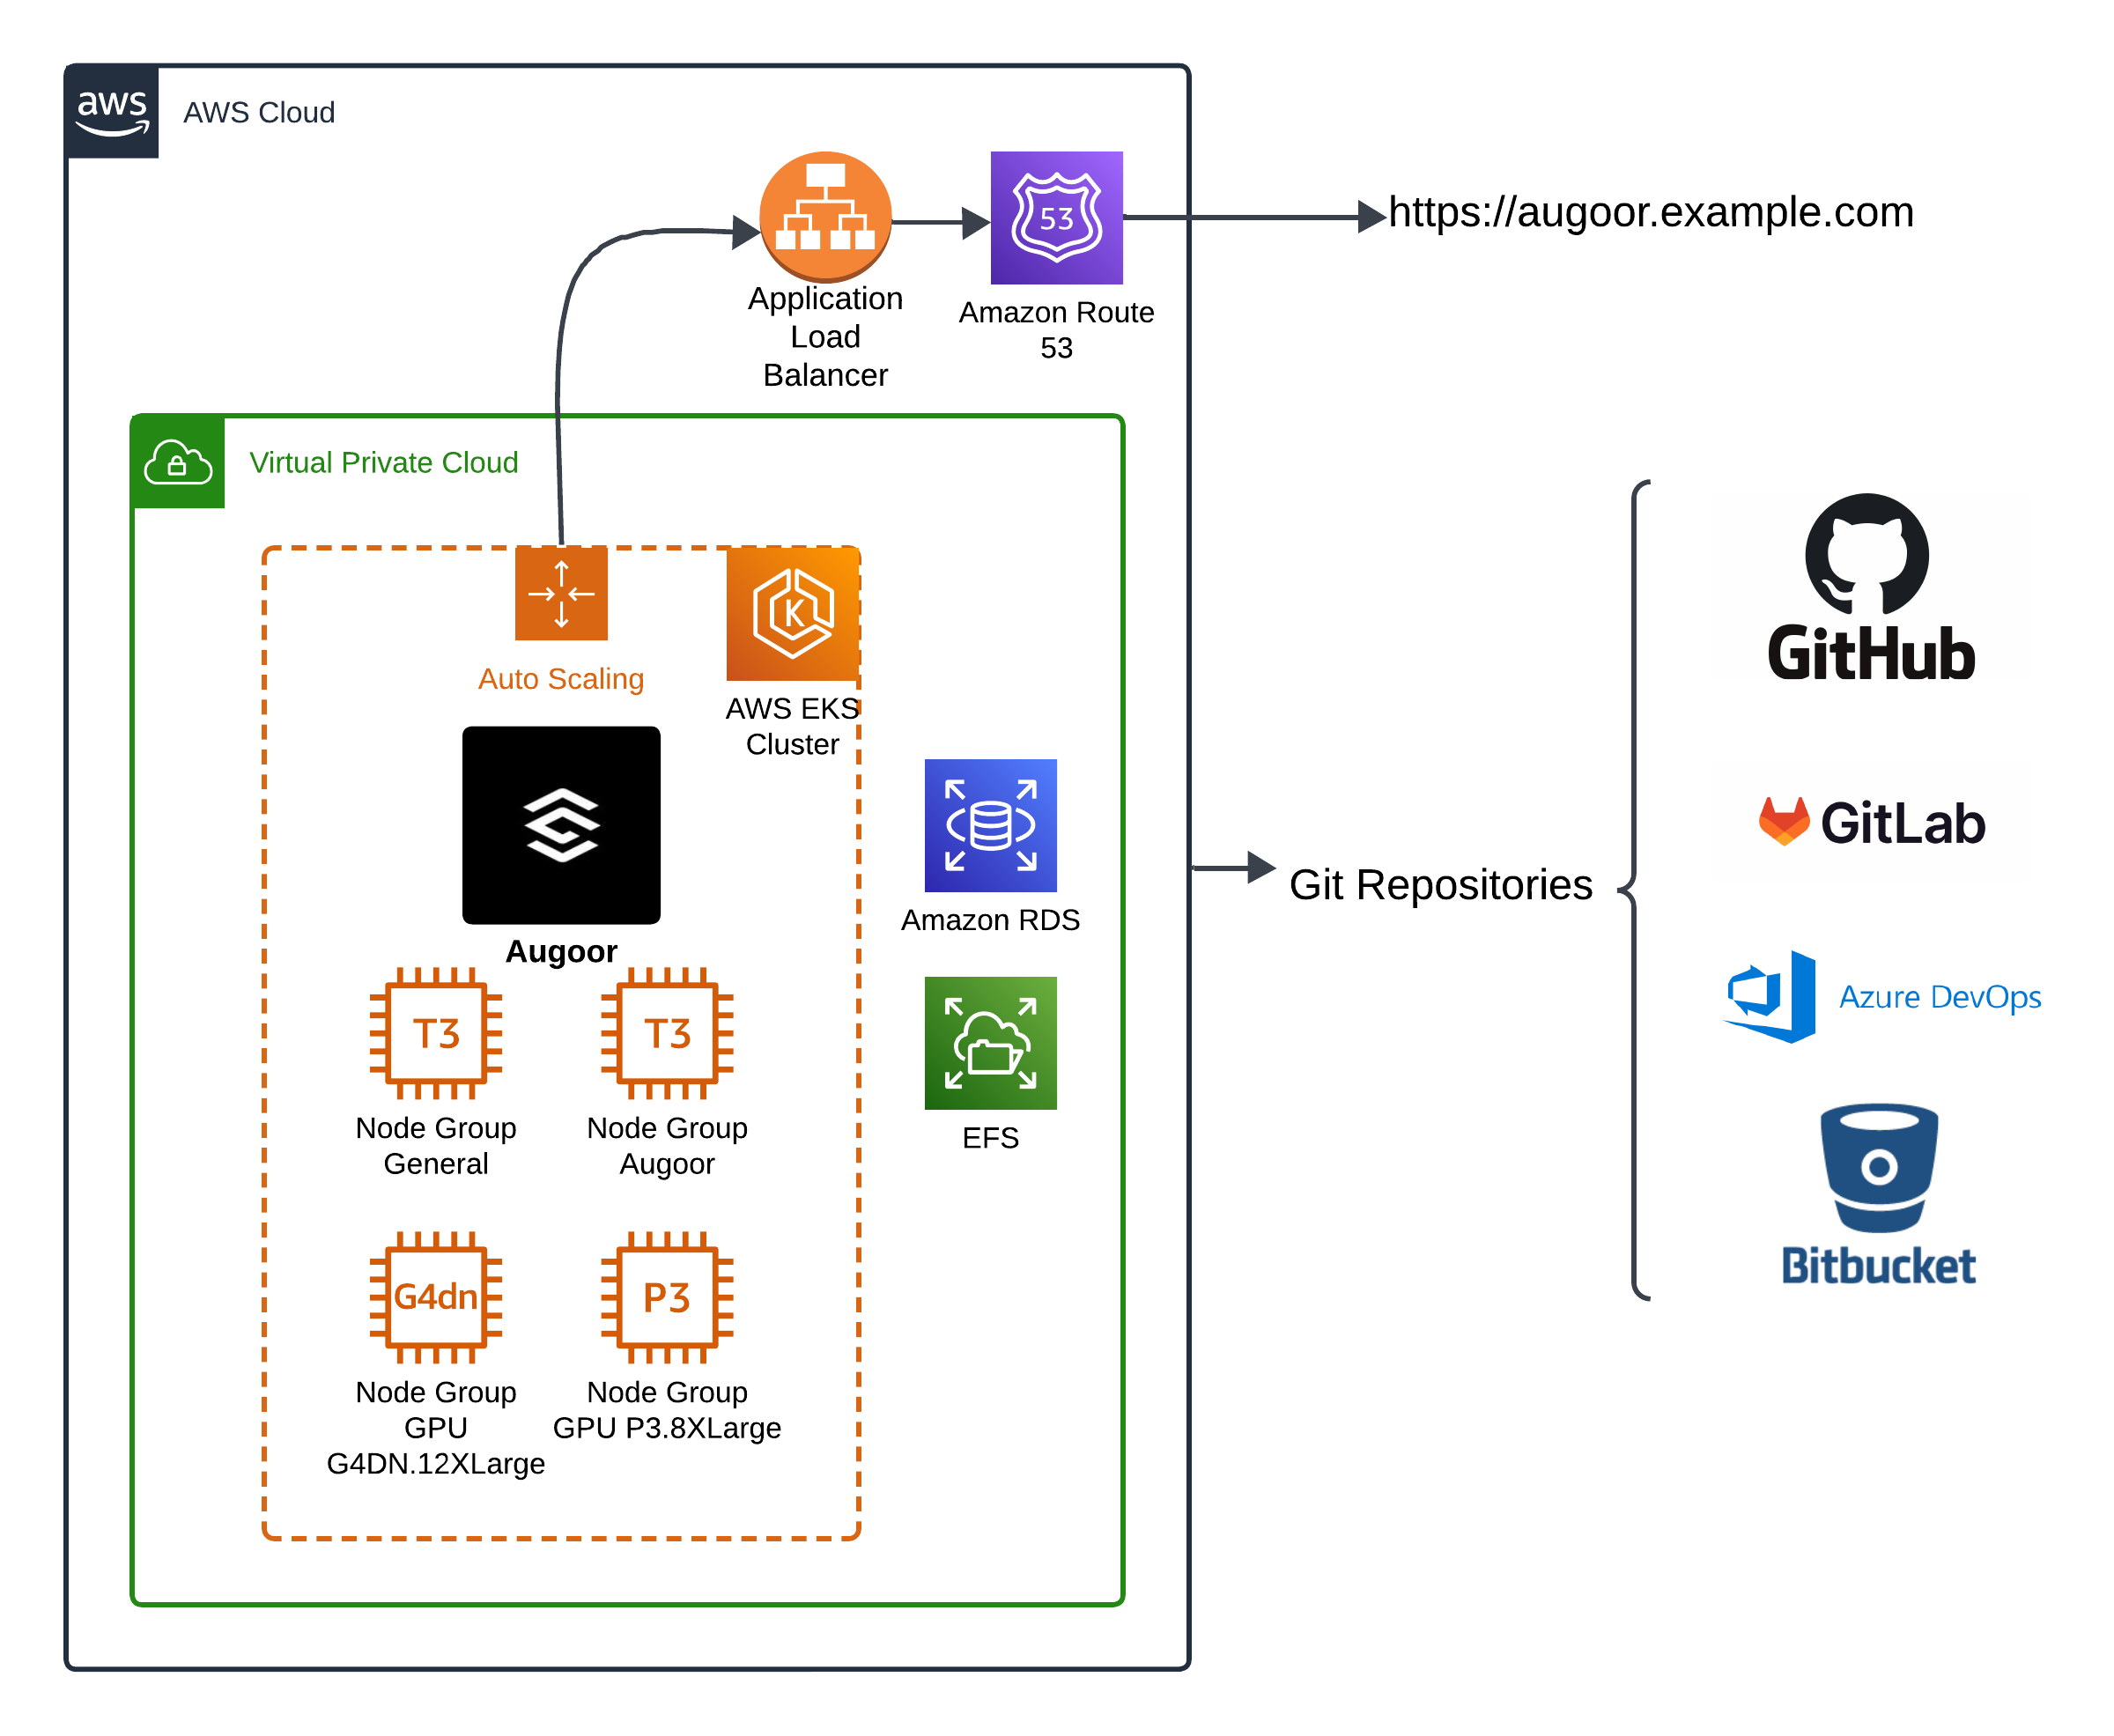 aws
AWS Cloud
53
https://augoor.example.com
Application
Load
Balancer
Amazon Route
53
Virtual Private Cloud
K
Auto Scaling
AWS EKS
Cluster
GitHub
GitLab
Git Repositories
Amazon RDS
Augoor
T3
T3
Azure DevOps
Node Group
General
Node Group
Augoor
EFS
G4dn
P3
Bitbucket
Node Group
GPU
G4DN.12XLarge
Node Group
GPU P3.8XLarge